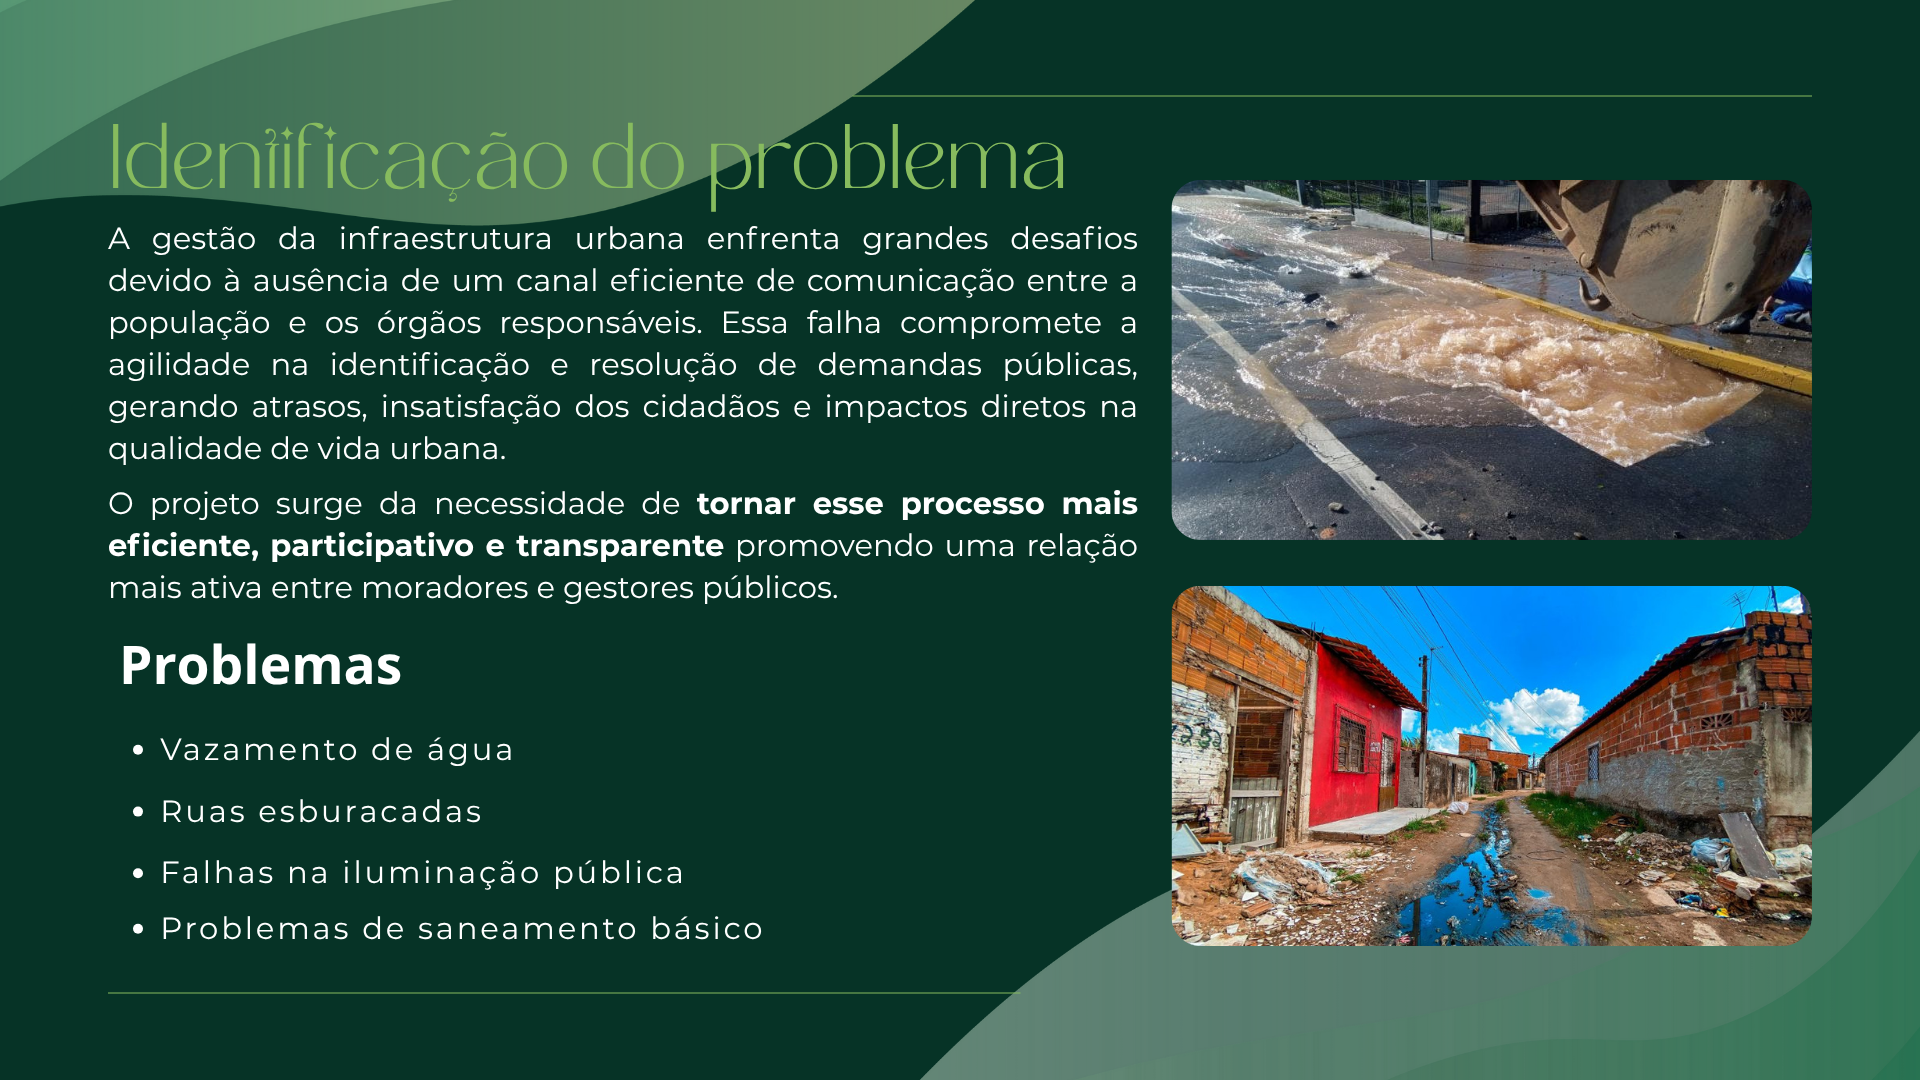 Identificação do problema
A gestão da infraestrutura urbana enfrenta grandes desafios
devido à ausência de um canal eficiente de comunicação entre a
população e os órgãos responsáveis. Essa falha compromete a
agilidade na identificação e resolução de demandas públicas,
gerando atrasos, insatisfação dos cidadãos e impactos diretos na
qualidade de vida urbana.
O projeto surge da necessidade de tornar esse processo mais
eficiente, participativo e transparente promovendo uma relação
mais ativa entre moradores e gestores públicos.
Problemas
• Vazamento de água
• Ruas esburacadas
• Falhas na iluminação pública
• Problemas de saneamento básico